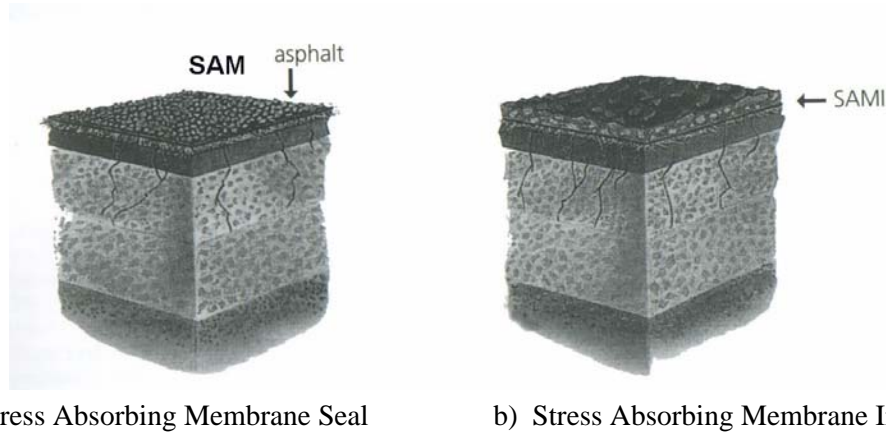 SAM asphalt
SAMI
ress Absorbing Membrane Seal b) Stress Absorbing Membrane I